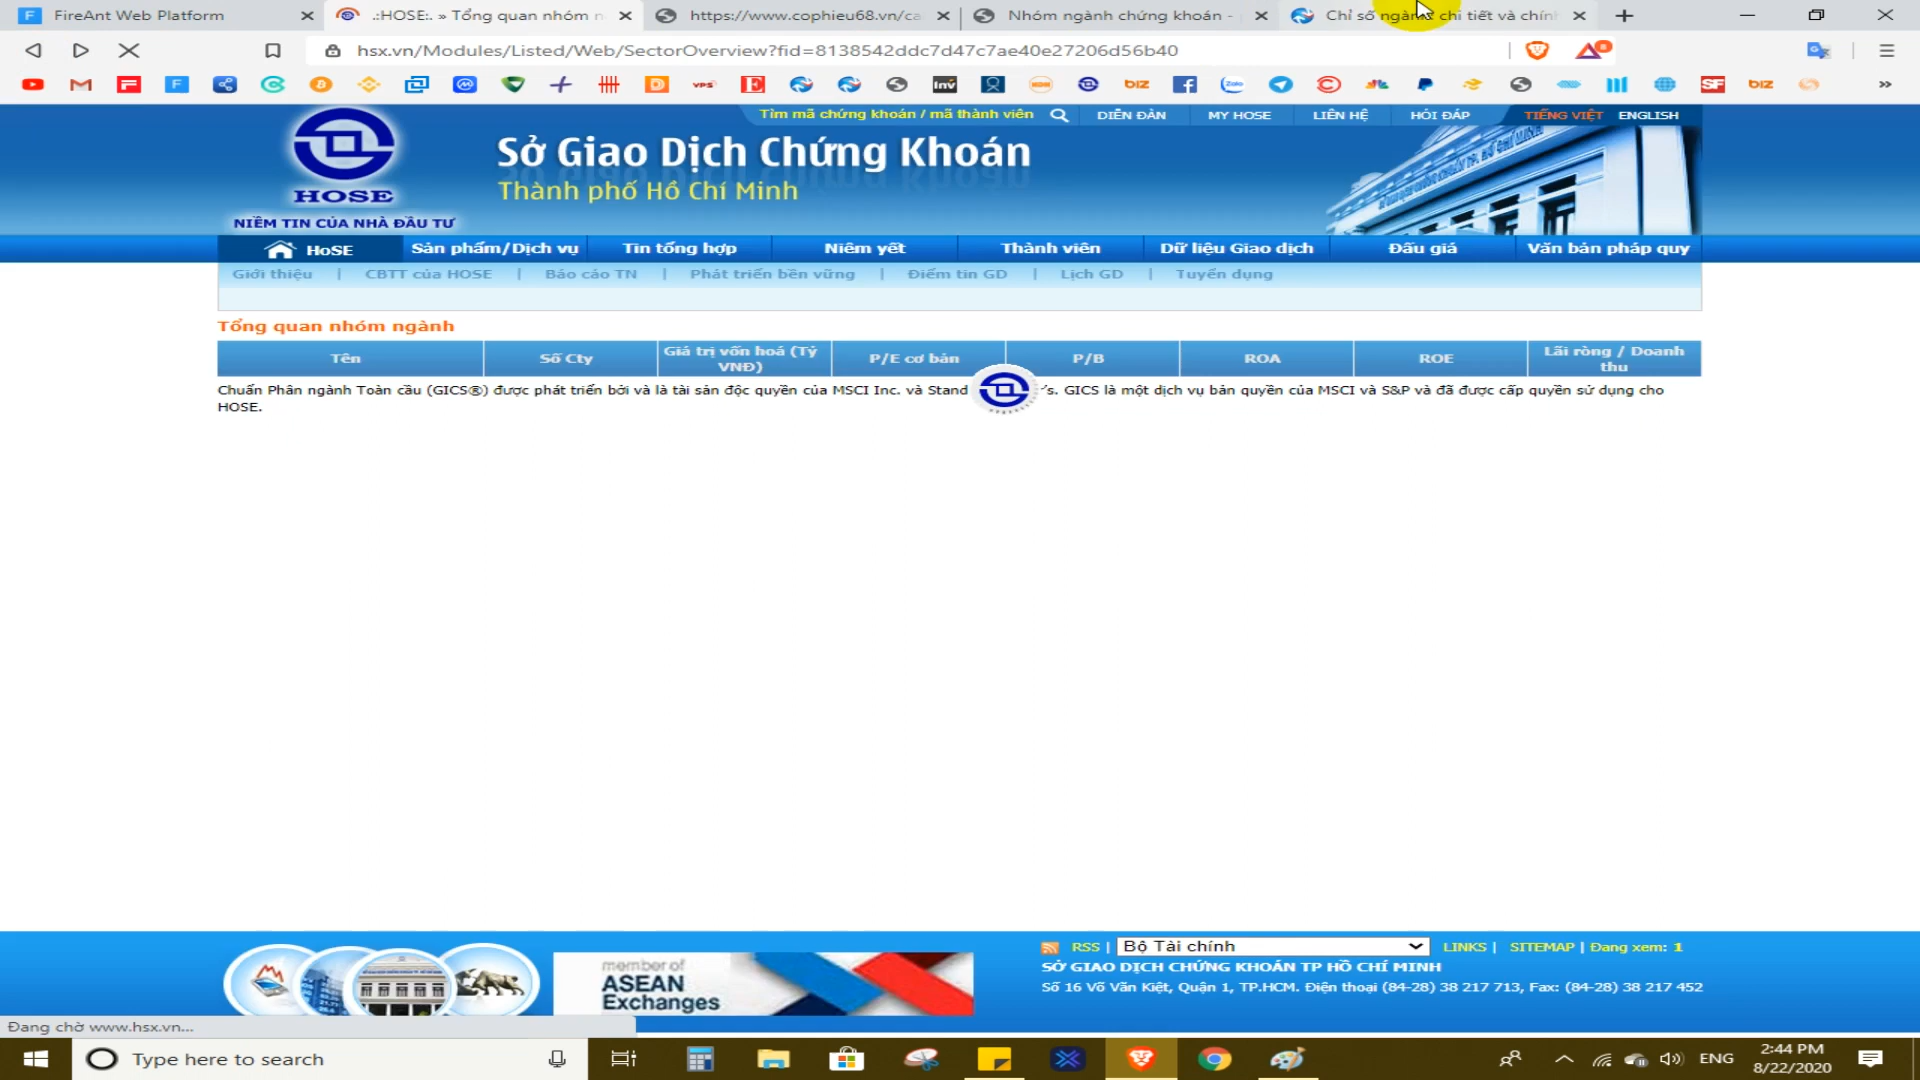 FireAnt Web Platform
.:HOSE:. » Tổng quan nhóm n
https://www.cophieu68.vn/ca
Nhóm ngành chứng khoán -
Chỉ số ngành chi tiết và chính
hsx.vn/Modules/Listed/Web/SectorOverview?fid=8138542ddc7d47c7ae40e27206d56b40
Tìm mã chứng khoán / mã thành viên
DIỄN ĐÀN
MY HOSE
LIÊN HỆ
HỎI ĐÁP
TIẾNG VIỆT
ENGLISH
HOSE
NIỀM TIN CỦA NHÀ ĐẦU TƯ
Sở Giao Dịch Chứng Khoán
Thành phố Hồ Chí Minh
HoSE
Sản phẩm/Dịch vụ
Tin tổng hợp
Niêm yết
Thành viên
Dữ liệu Giao dịch
Đấu giá
Văn bản pháp quy
Giới thiệu | CBTT của HOSE | Báo cáo TN | Phát triển bền vững | Điểm tin GD | Lịch GD | Tuyển dụng
Tổng quan nhóm ngành
Tên
Số Cty
Giá trị vốn hoá (Tỷ
VNĐ)
P/E cơ bản
P/B
ROA
ROE
Lãi ròng / Doanh
thu
Chuẩn Phân ngành Toàn cầu (GICS®) được phát triển bởi và là tài sản độc quyền của MSCI Inc. và Stand 's. GICS là một dịch vụ bản quyền của MSCI và S&P và đã được cấp quyền sử dụng cho
HOSE.
member of
ASEAN
Exchanges
RSS | Bộ Tài chính LINKS | SITEMAP | Đang xem: 1
SỞ GIAO DỊCH CHỨNG KHOÁN TP HỒ CHÍ MINH
Số 16 Võ Văn Kiệt, Quận 1, TP.HCM. Điện thoại (84-28) 38 217 713, Fax: (84-28) 38 217 452
Đang chờ www.hsx.vn...
Type here to search
ENG
2:44 PM
8/22/2020